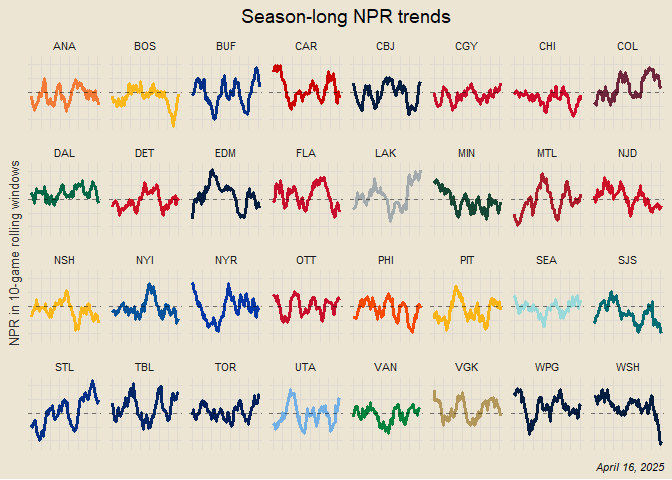 Season-long NPR trends
ANA BOS BUF CAR CBJ CGY CHI COL
DAL DET EDM FLA LAK MIN MTL NJD
NSH NYI NYR OTT PHI PIT SEA SJS
STL TBL TOR UTA VAN VGK WPG WSH
NPR in 10-game rolling windows
April 16, 2025